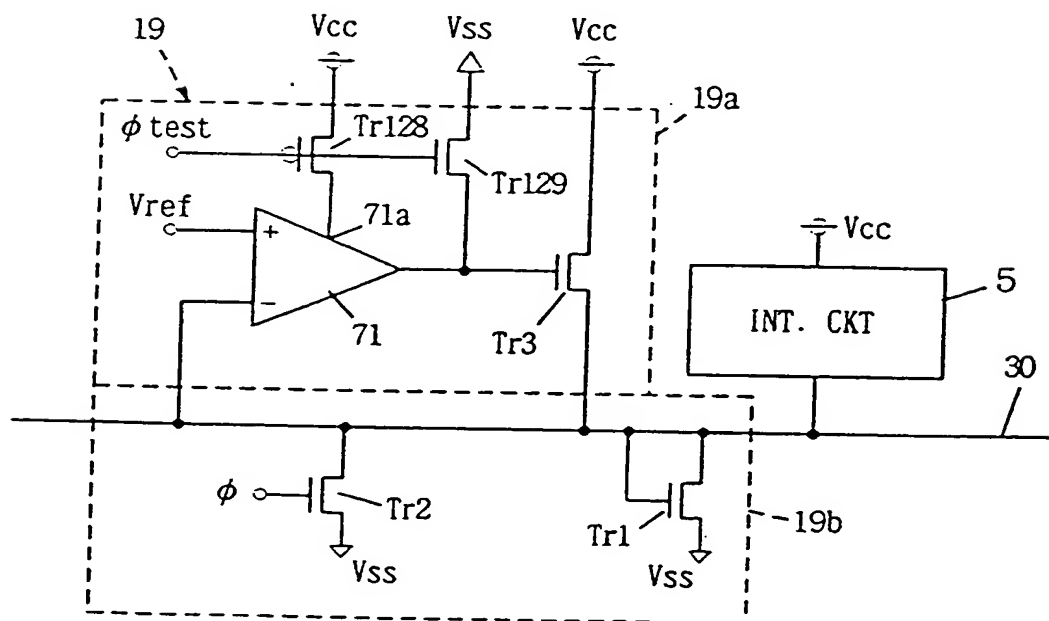 19
Vcc
Vss
Vcc
19a
φ test
Tr128
Tr129
Vref
71a
+
−
71
Tr3
Vcc
5
INT. CKT
30
φ
Tr2
Vss
Tr1
Vss
19b